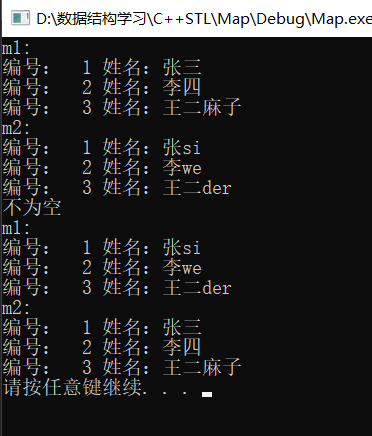 D:\数据结构学习\C++STL\Map\Debug\Map.exe
m1:
编号:  1 姓名: 张三
编号:  2 姓名: 李四
编号:  3 姓名: 王二麻子
m2:
编号:  1 姓名: 张si
编号:  2 姓名: 李we
编号:  3 姓名: 王二der
不为空
m1:
编号:  1 姓名: 张si
编号:  2 姓名: 李we
编号:  3 姓名: 王二der
m2:
编号:  1 姓名: 张三
编号:  2 姓名: 李四
编号:  3 姓名: 王二麻子
请按任意键继续. . .